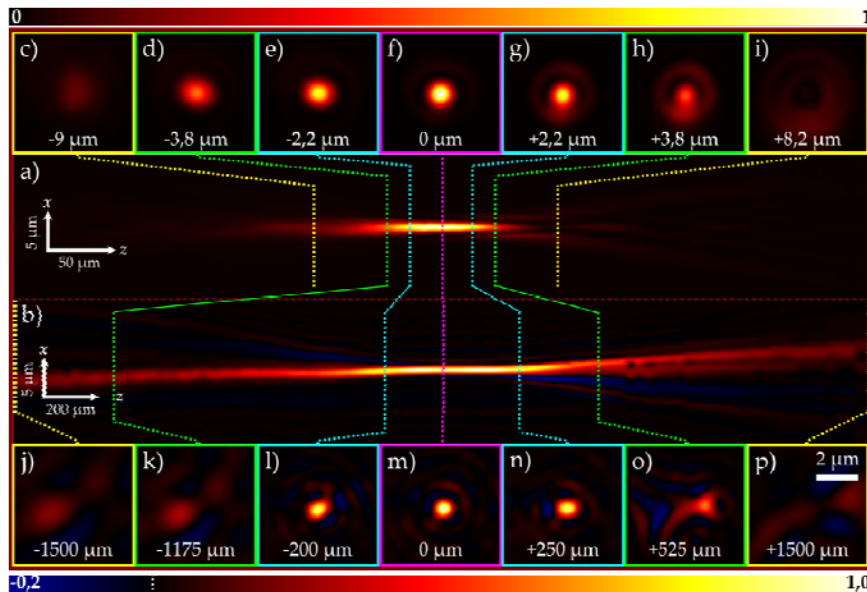 0 1
c) d) e) f) g) h) i)
-9 μm -3,8 μm -2,2 μm 0 μm +2,2 μm +3,8 μm +8,2 μm
a)
x
5 μm
z
50 μm
b)
x
5 μm
z
200 μm
j) k) l) m) n) o) p) 2 μm
-1500 μm -1175 μm -200 μm 0 μm +250 μm +525 μm +1500 μm
-0,2 1,0